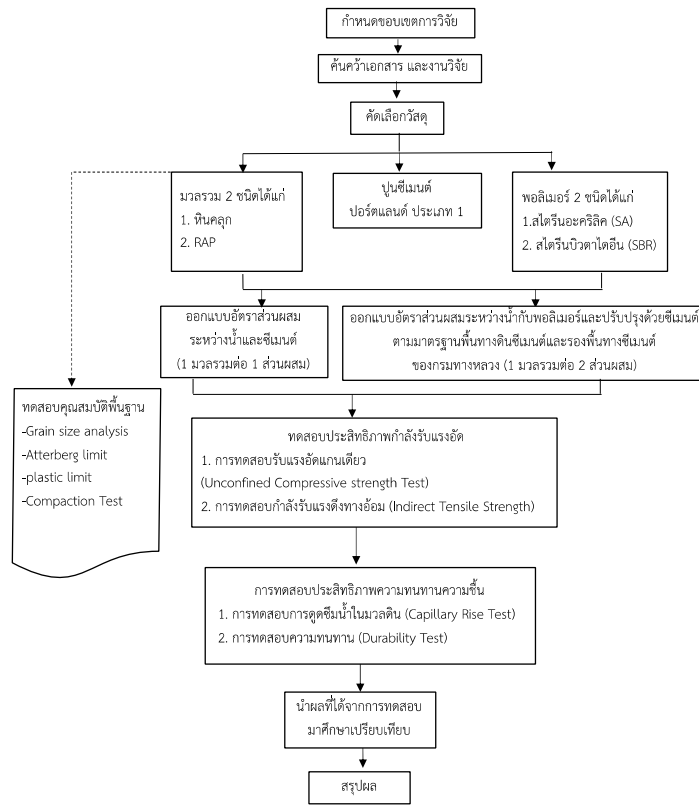 กำหนดขอบเขตการวิจัย
ค้นคว้าเอกสาร และงานวิจัย
คัดเลือกวัสดุ
มวลรวม 2 ชนิดได้แก่
1. หินคลุก
2. RAP
ปูนซีเมนต์
ปอร์ตแลนด์ ประเภท 1
พอลิเมอร์ 2 ชนิดได้แก่
1.สไตรีนอะคริลิค (SA)
2. สไตรีนบิวตาไดอีน (SBR)
ออกแบบอัตราส่วนผสม
ระหว่างน้ำและซีเมนต์
(1 มวลรวมต่อ 1 ส่วนผสม)
ออกแบบอัตราส่วนผสมระหว่างน้ำกับพอลิเมอร์และปรับปรุงด้วยซีเมนต์
ตามมาตรฐานพื้นทางดินซีเมนต์และรองพื้นทางซีเมนต์
ของกรมทางหลวง (1 มวลรวมต่อ 2 ส่วนผสม)
ทดสอบคุณสมบัติพื้นฐาน
-Grain size analysis
-Atterberg limit
-plastic limit
-Compaction Test
ทดสอบประสิทธิภาพกำลังรับแรงอัด
1. การทดสอบรับแรงอัดแกนเดียว
(Unconfined Compressive strength Test)
2. การทดสอบกำลังรับแรงดึงทางอ้อม (Indirect Tensile Strength)
การทดสอบประสิทธิภาพความทนทานความชื้น
1. การทดสอบการดูดซึมน้ำในมวลดิน (Capillary Rise Test)
2. การทดสอบความทนทาน (Durability Test)
นำผลที่ได้จากการทดสอบ
มาศึกษาเปรียบเทียบ
สรุปผล